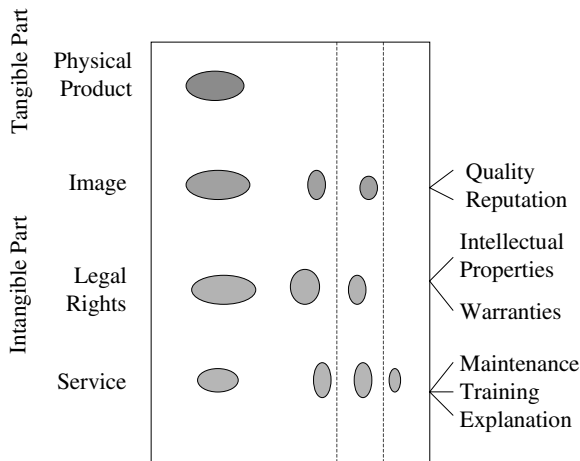 Tangible Part
Physical
Product
Image
Quality
Reputation
Intangible Part
Legal
Rights
Intellectual
Properties
Warranties
Service
Maintenance
Training
Explanation